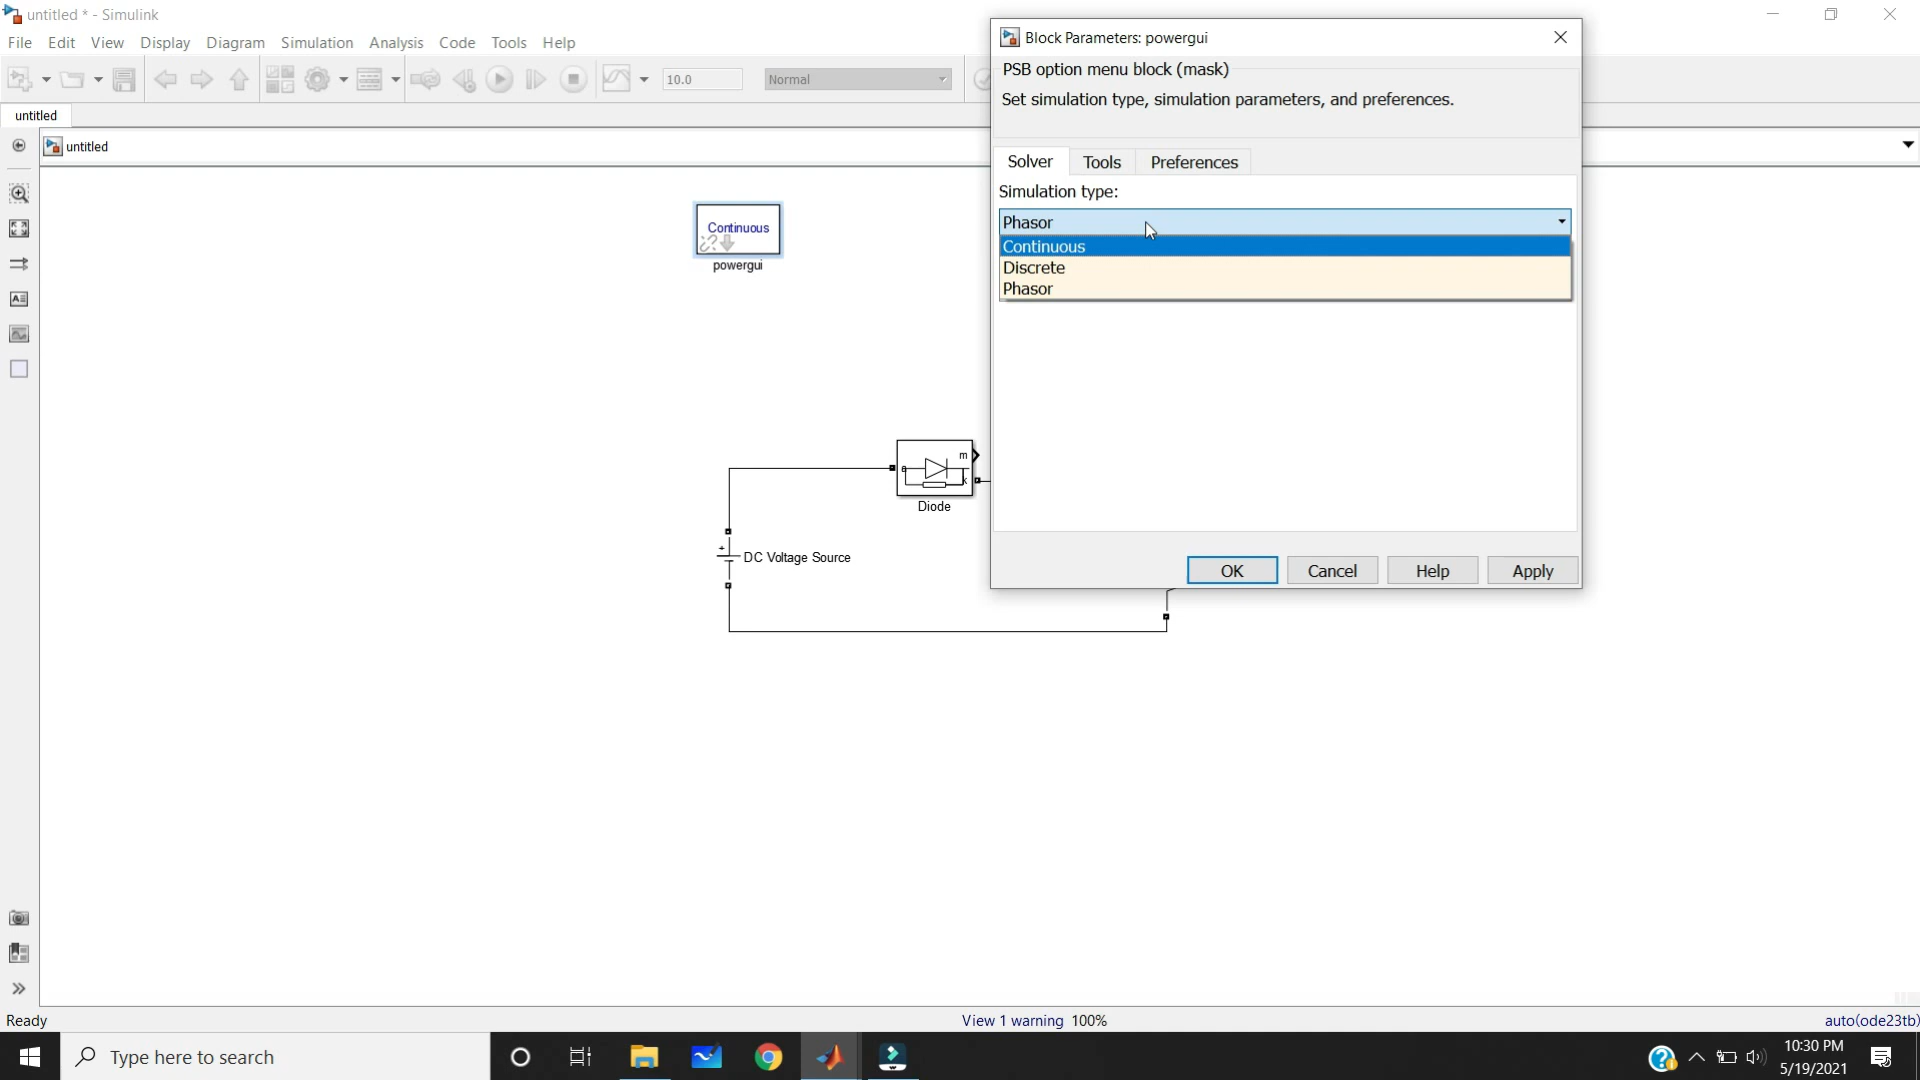 untitled * - Simulink
File Edit View Display Diagram Simulation Analysis Code Tools Help
10.0 Normal
untitled
untitled
Continuous
powergui
m
a
k
Diode
+
DC Voltage Source
Block Parameters: powergui
PSB option menu block (mask)
Set simulation type, simulation parameters, and preferences.
Solver Tools Preferences
Simulation type:
Phasor
Continuous
Discrete
Phasor
OK Cancel Help Apply
Ready View 1 warning 100% auto(ode23tb)
Type here to search
10:30 PM
5/19/2021